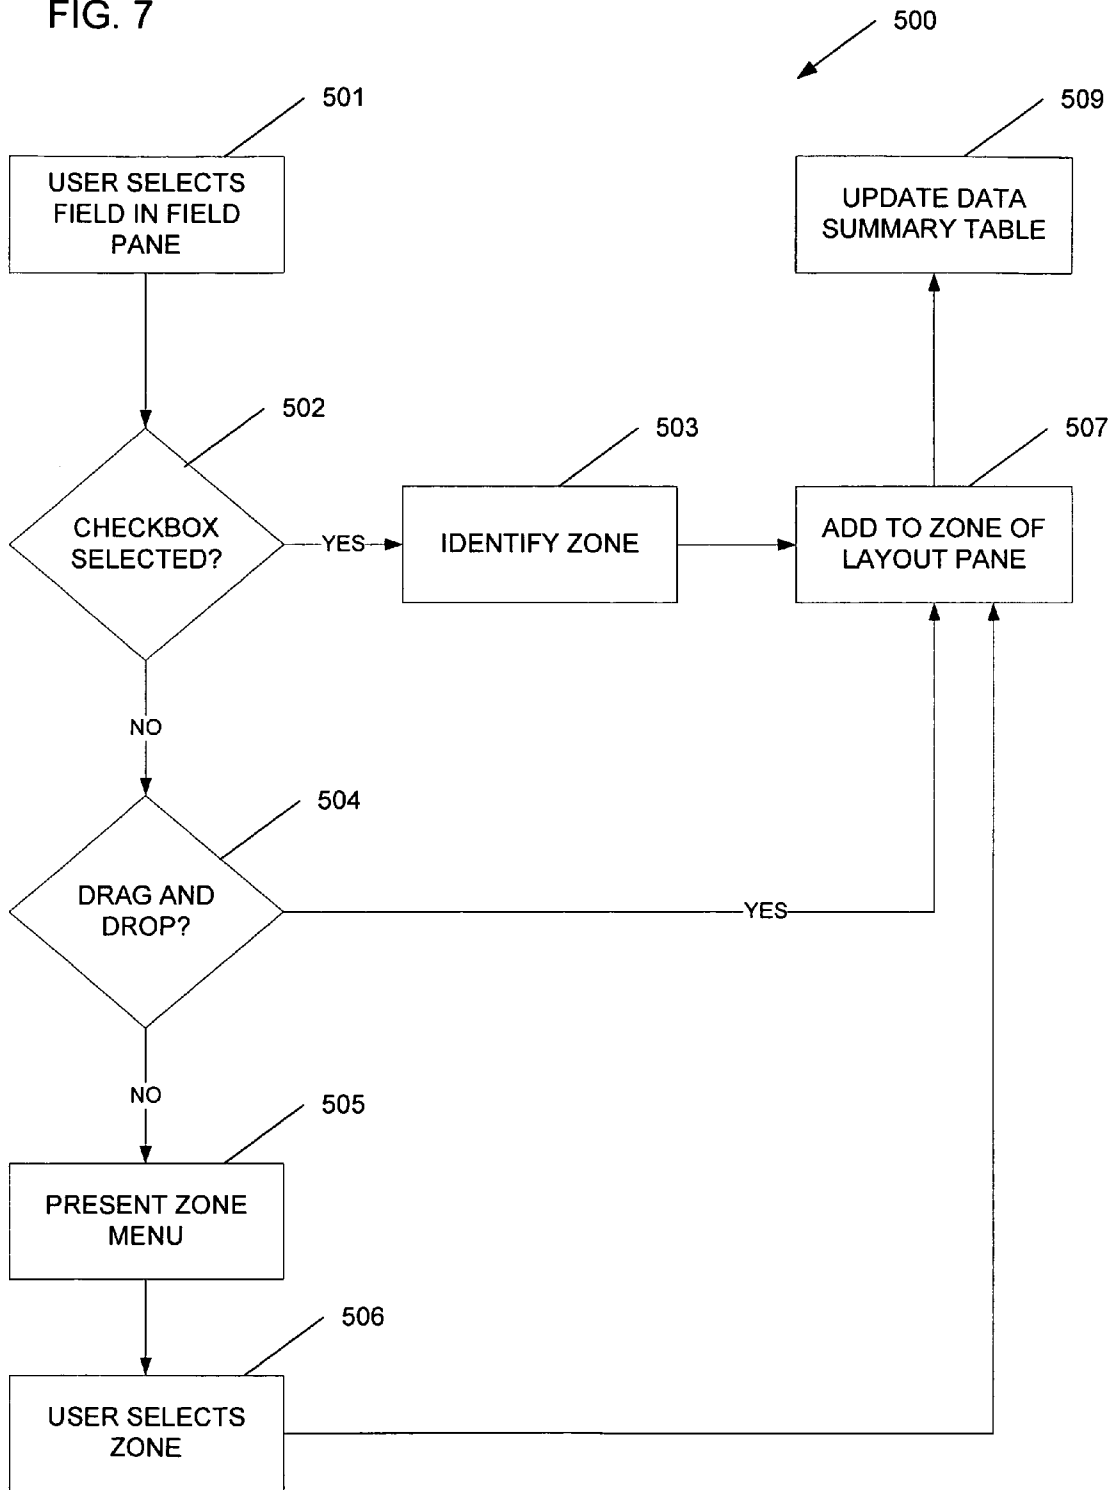 FIG. 7
500
501
509
USER SELECTS
FIELD IN FIELD
PANE
UPDATE DATA
SUMMARY TABLE
502
503
507
CHECKBOX
SELECTED?
YES
IDENTIFY ZONE
ADD TO ZONE OF
LAYOUT PANE
NO
504
DRAG AND
DROP?
YES
NO
505
PRESENT ZONE
MENU
506
USER SELECTS
ZONE